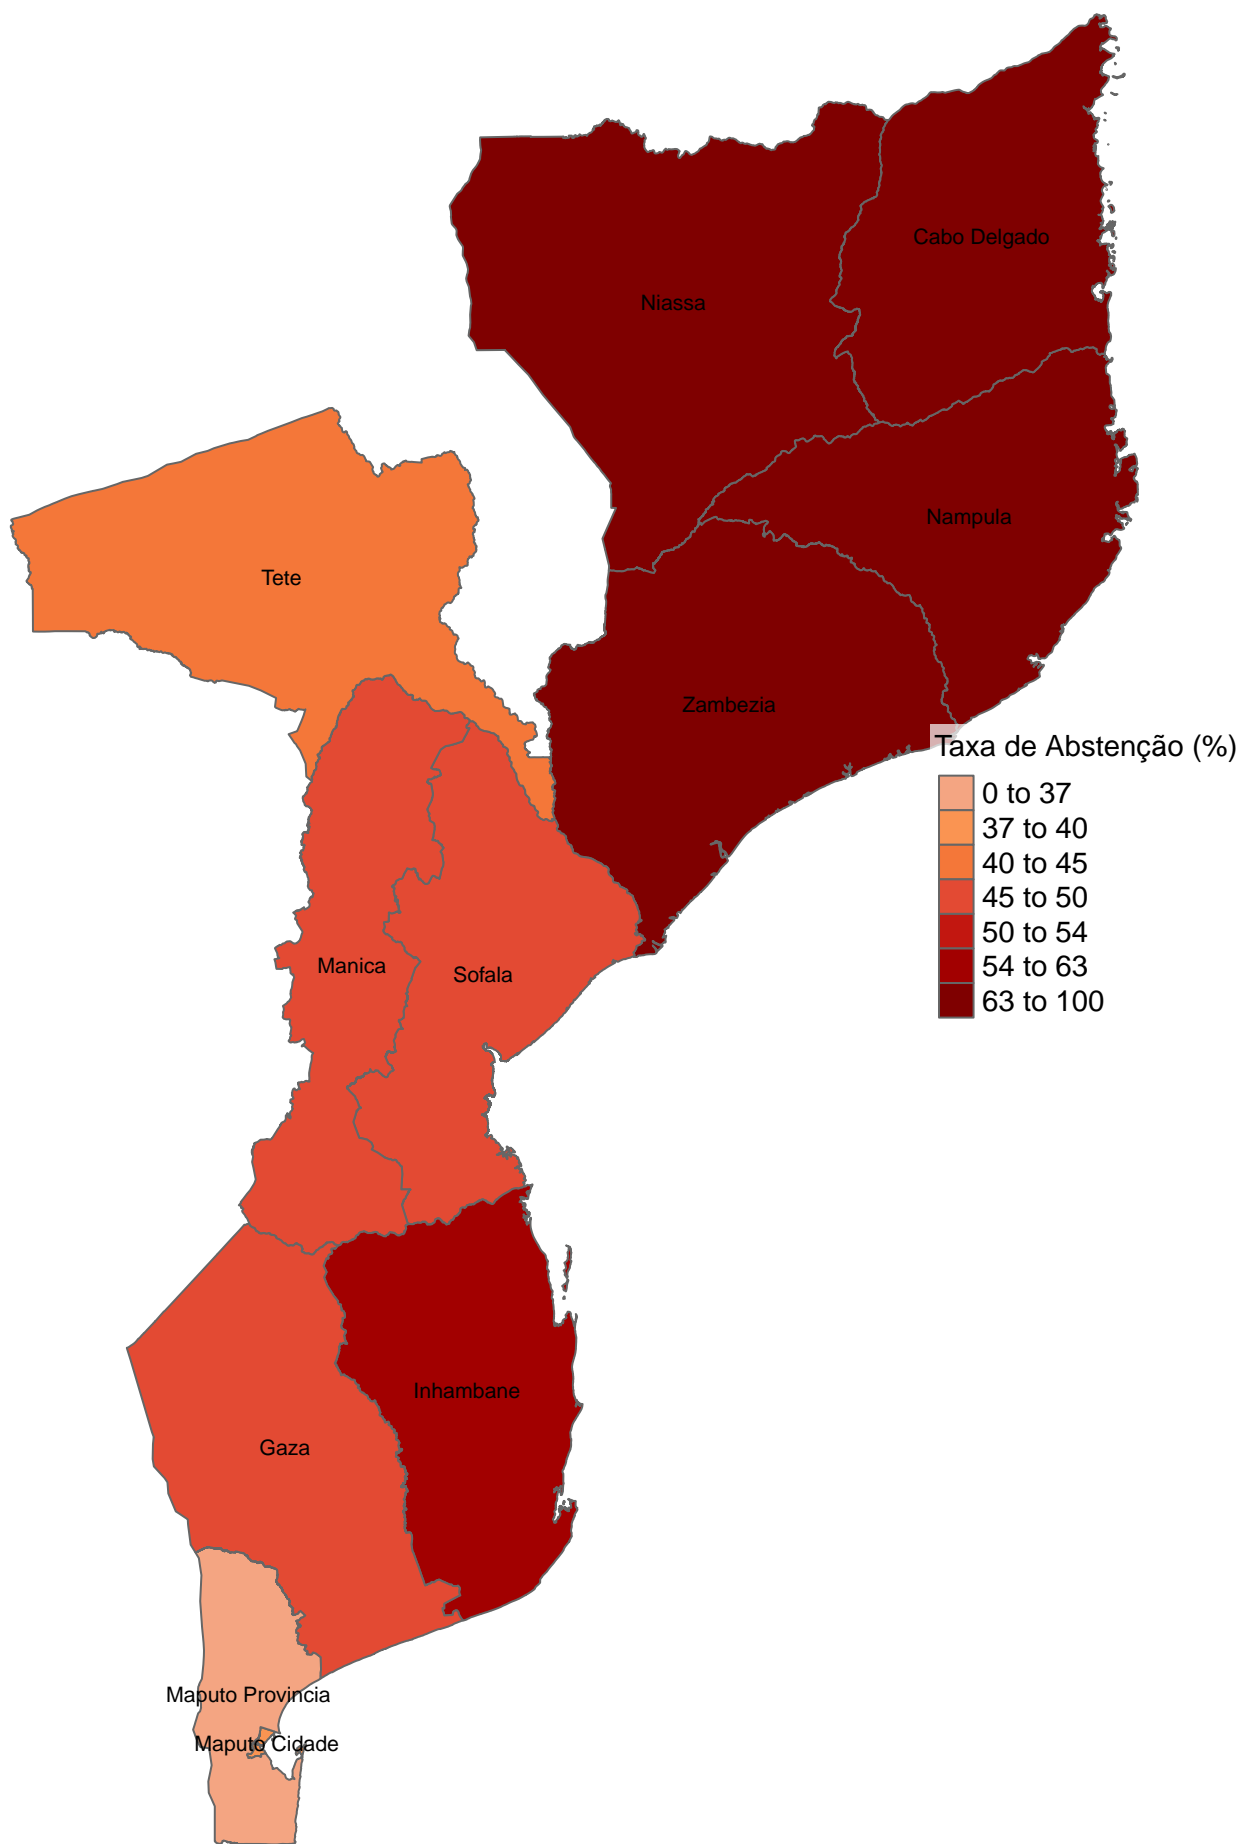 Cabo Delgado
Niassa
Nampula
Tete
Zambezia
Taxa de Abstenção (%)
0 to 37
37 to 40
40 to 45
45 to 50
50 to 54
54 to 63
63 to 100
Manica
Sofala
Inhambane
Gaza
Maputo Provincia
Maputo Cidade